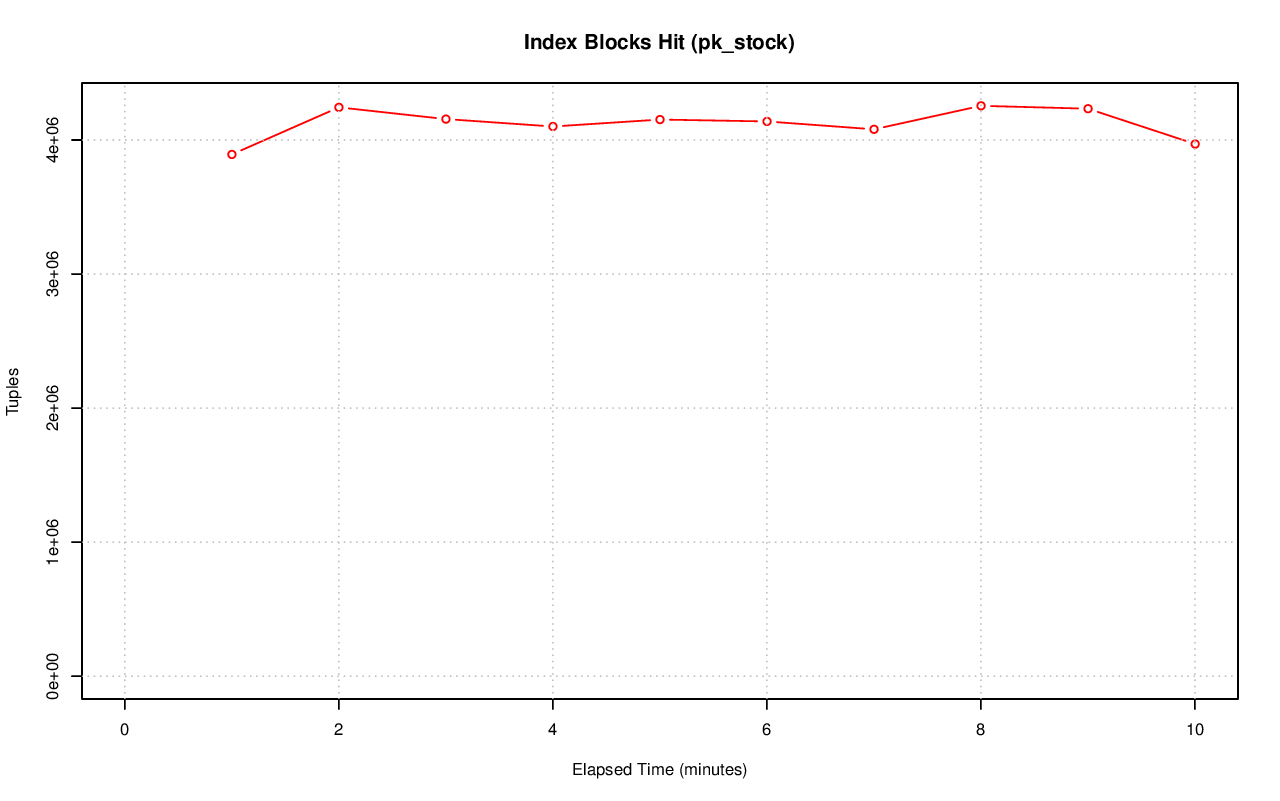 Index Blocks Hit (pk_stock)
Tuples
4e+06
3e+06
2e+06
1e+06
0e+00
0 2 4 6 8 10
Elapsed Time (minutes)